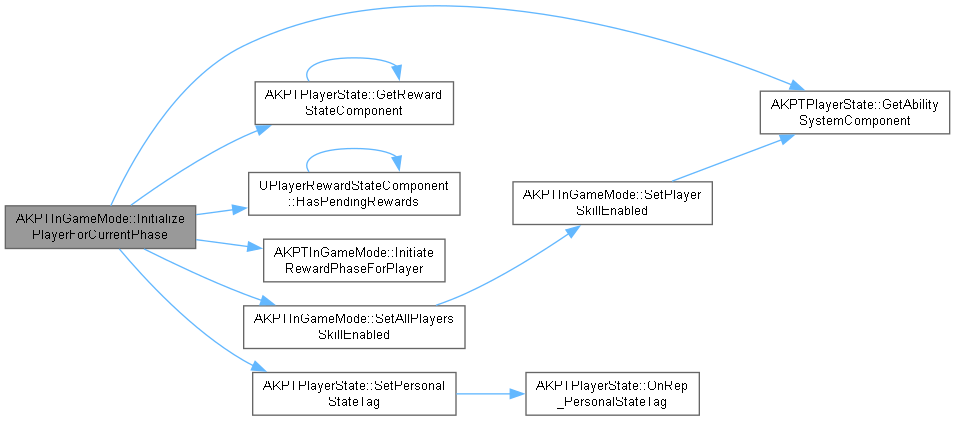 AKPTPlayerState::GetReward
StateComponent
AKPTPlayerState::GetAbility
SystemComponent
UPlayerRewardStateComponent
::HasPendingRewards
AKPTInGameMode::SetPlayer
SkillEnabled
AKPTInGameMode::Initialize
PlayerForCurrentPhase
AKPTInGameMode::Initiate
RewardPhaseForPlayer
AKPTInGameMode::SetAllPlayers
SkillEnabled
AKPTPlayerState::SetPersonal
StateTag
AKPTPlayerState::OnRep
_PersonalStateTag